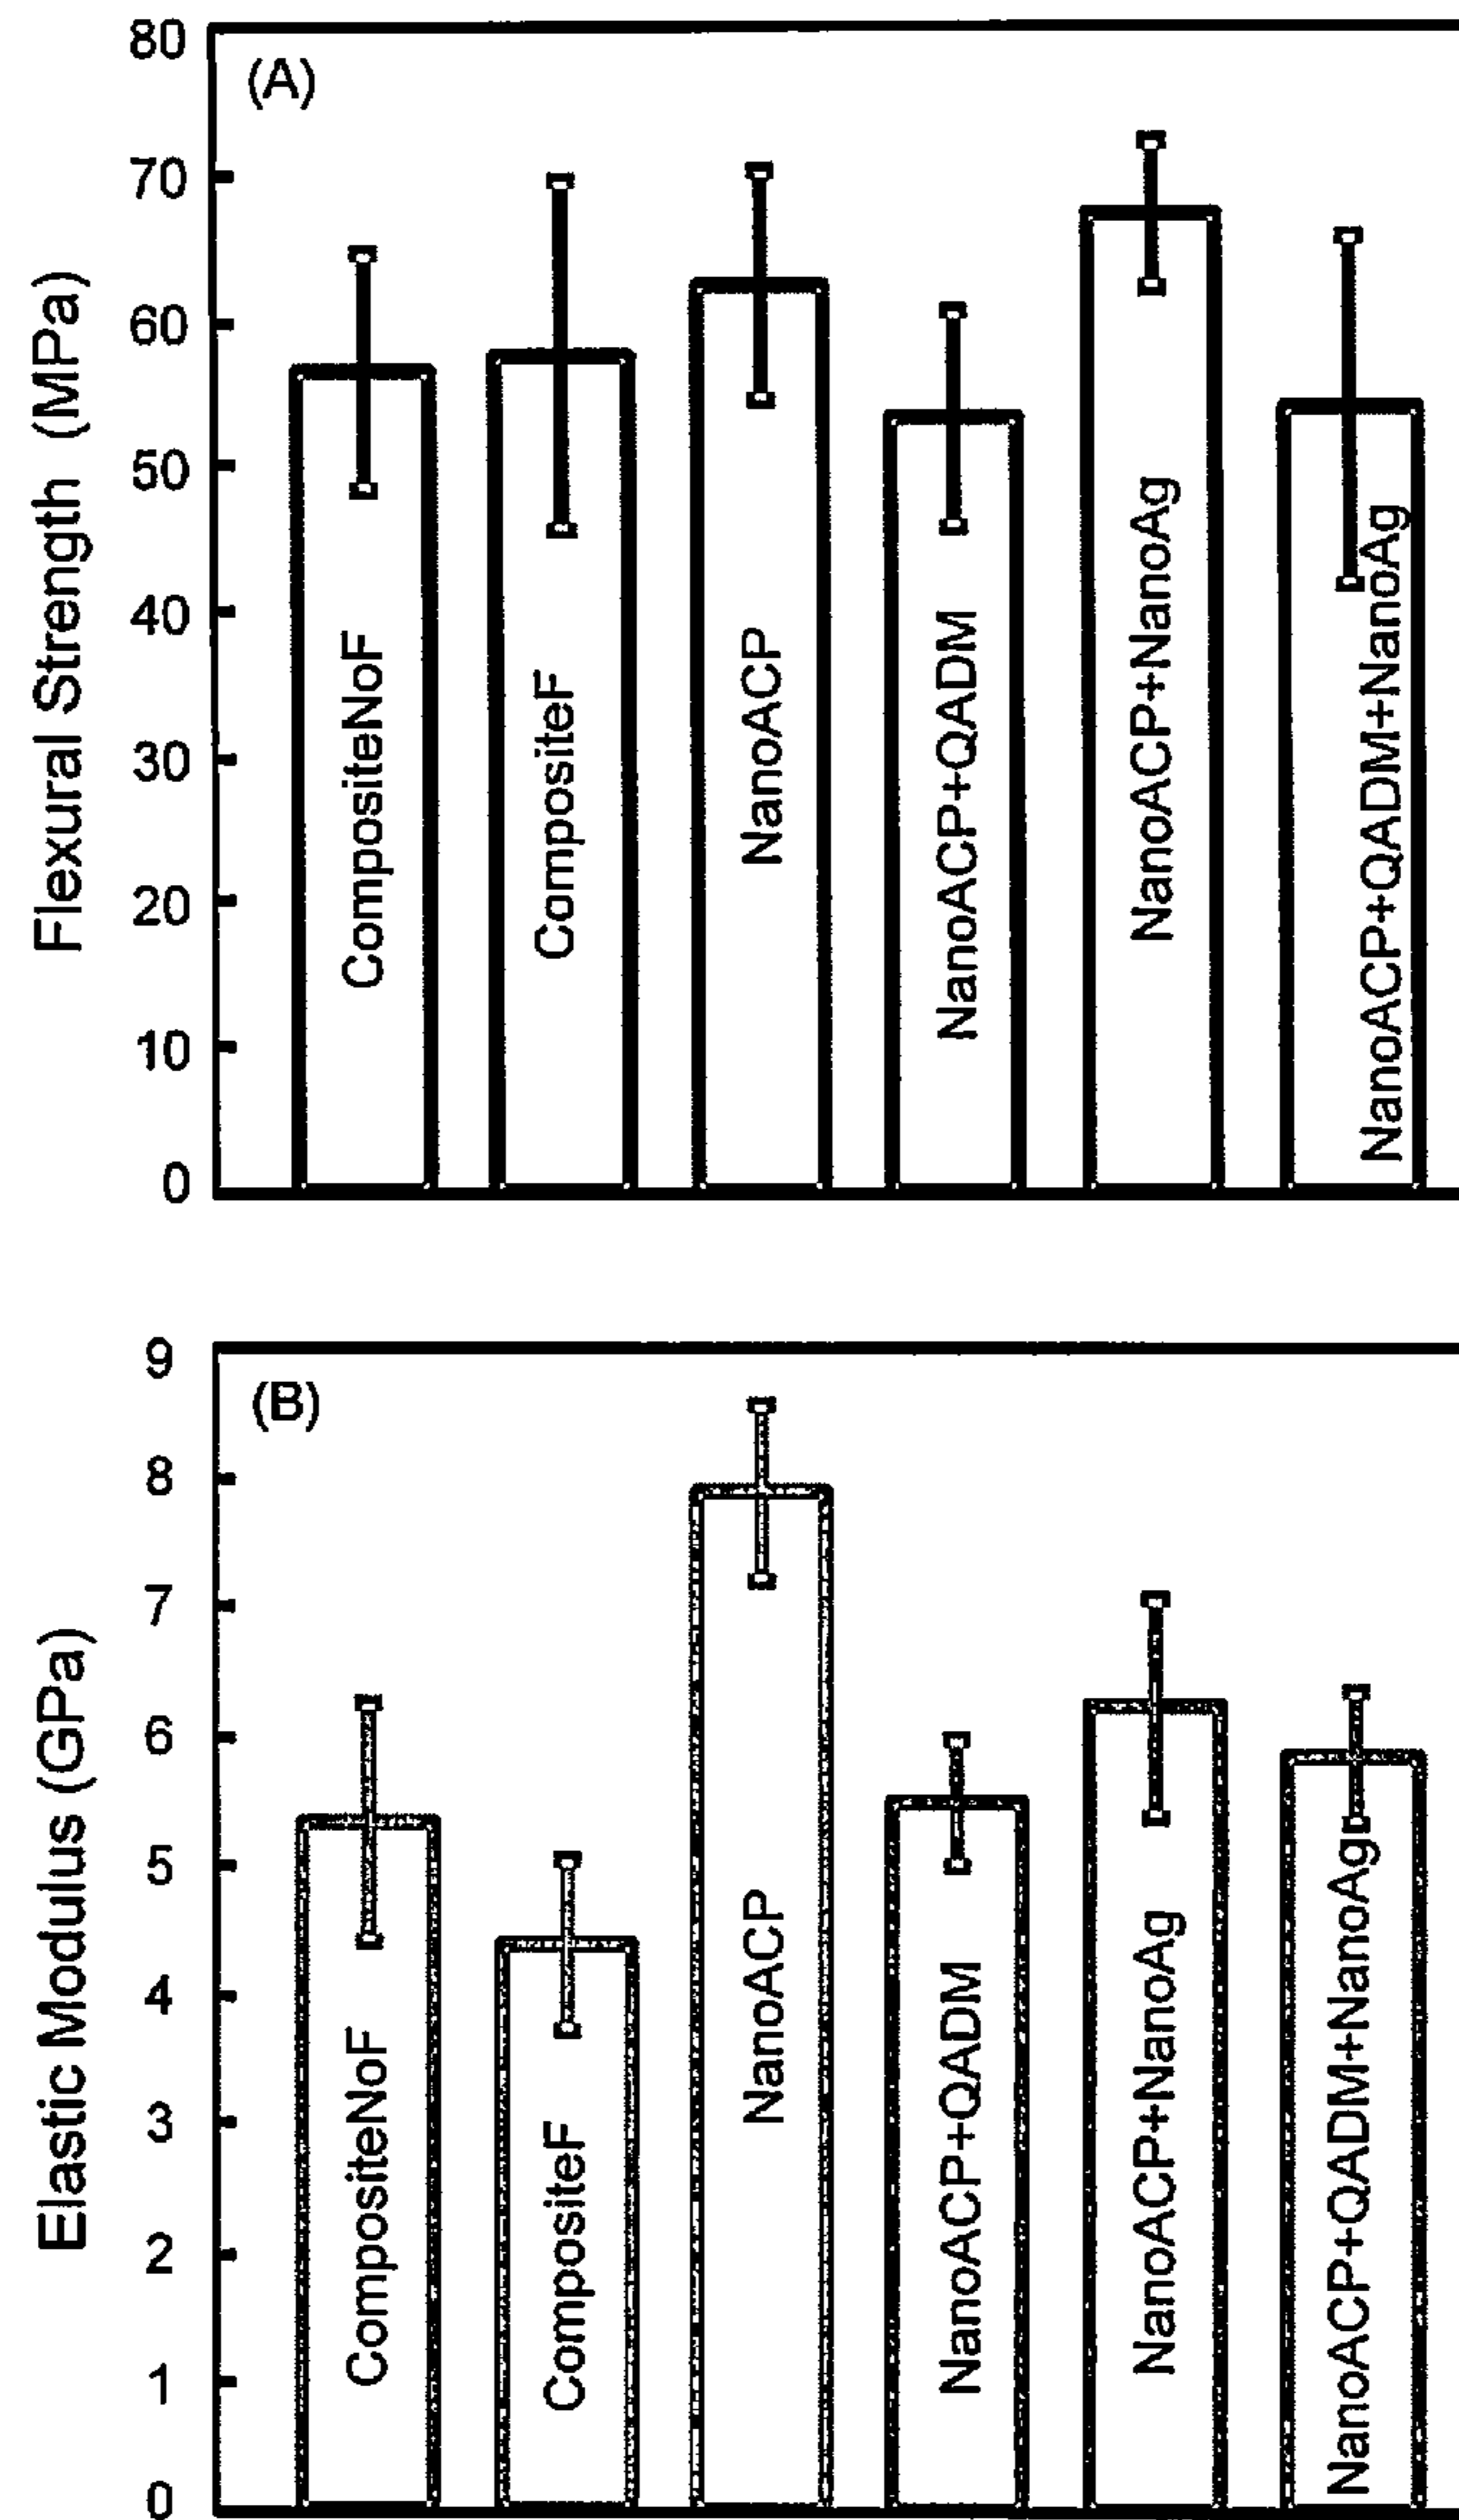 (A)
Flexural Strength (MPa)
80
70
60
50
40
30
20
10
0
CompositeNoF
CompositeF
NanoACP
NanoACP+QADM
NanoACP+NanoAg
NanoACP+QADM+NanoAg
(B)
Elastic Modulus (GPa)
9
8
7
6
5
4
3
2
1
0
CompositeNoF
CompositeF
NanoACP
NanoACP+QADM
NanoACP+NanoAg
NanoACP+QADM+NanoAg